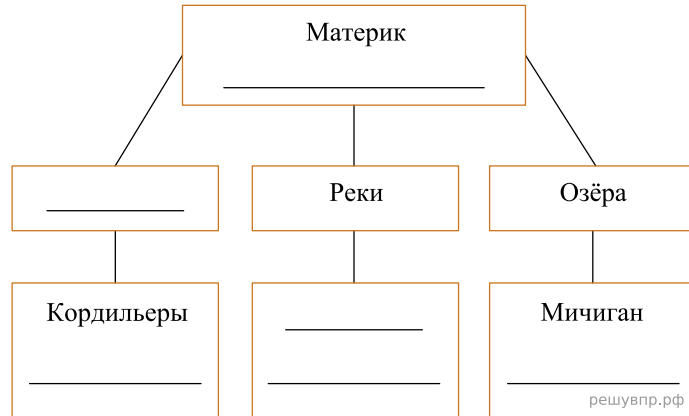 Материк
Реки
Озёра
Кордильеры
Мичиган
решувпр.рф